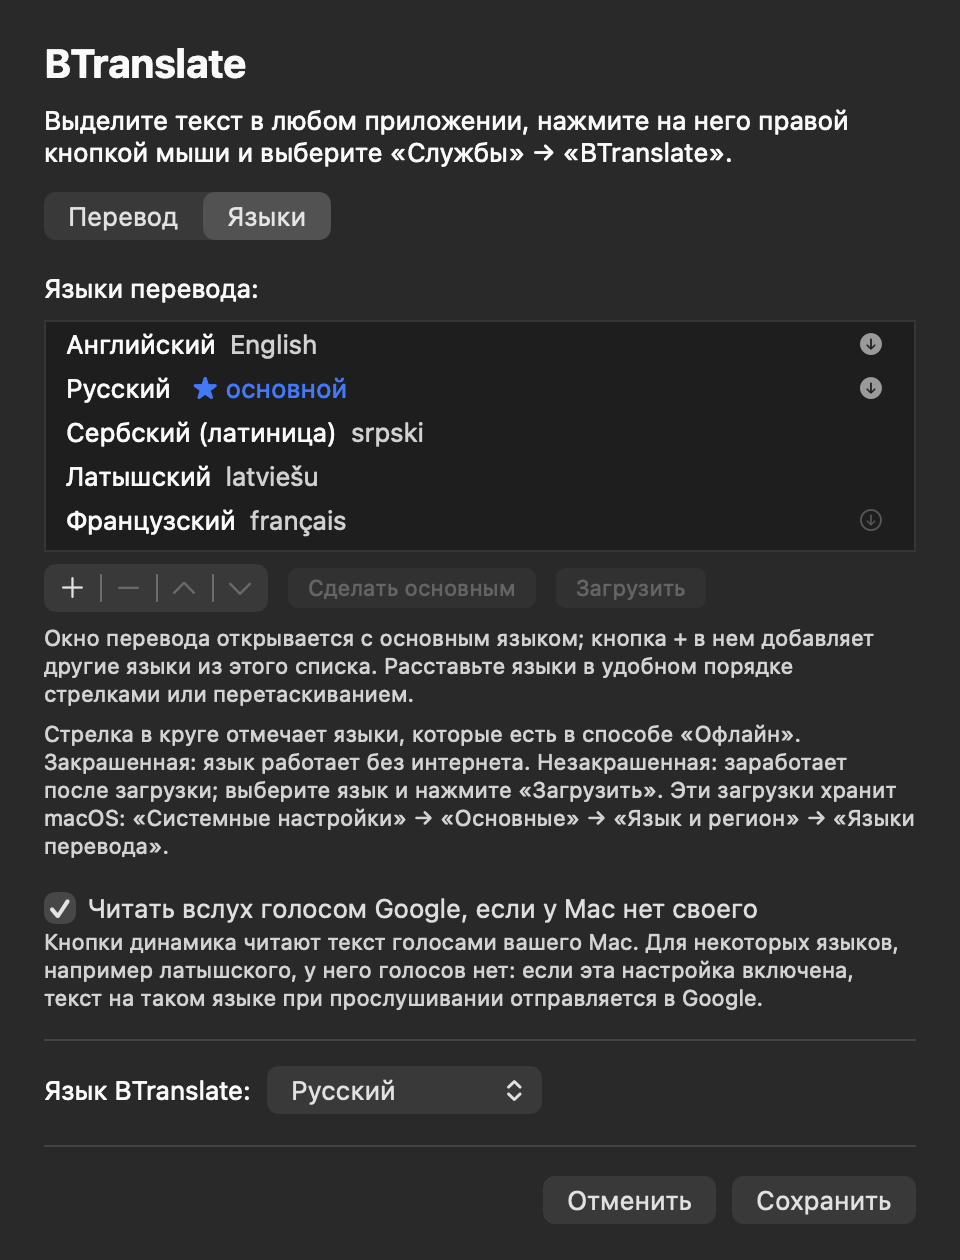 BTranslate
Выделите текст в любом приложении, нажмите на него правой
кнопкой мыши и выберите «Службы» → «BTranslate».
Перевод Языки
Языки перевода:
Английский English
Русский ★ основной
Сербский (латиница) srpski
Латышский latviešu
Французский français
Сделать основным Загрузить
Окно перевода открывается с основным языком; кнопка + в нем добавляет
другие языки из этого списка. Расставьте языки в удобном порядке
стрелками или перетаскиванием.
Стрелка в круге отмечает языки, которые есть в способе «Офлайн».
Закрашенная: язык работает без интернета. Незакрашенная: заработает
после загрузки; выберите язык и нажмите «Загрузить». Эти загрузки хранит
macOS: «Системные настройки» → «Основные» → «Язык и регион» → «Языки
перевода».
Читать вслух голосом Google, если у Mac нет своего
Кнопки динамика читают текст голосами вашего Mac. Для некоторых языков,
например латышского, у него голосов нет: если эта настройка включена,
текст на таком языке при прослушивании отправляется в Google.
Язык BTranslate: Русский
Отменить Сохранить